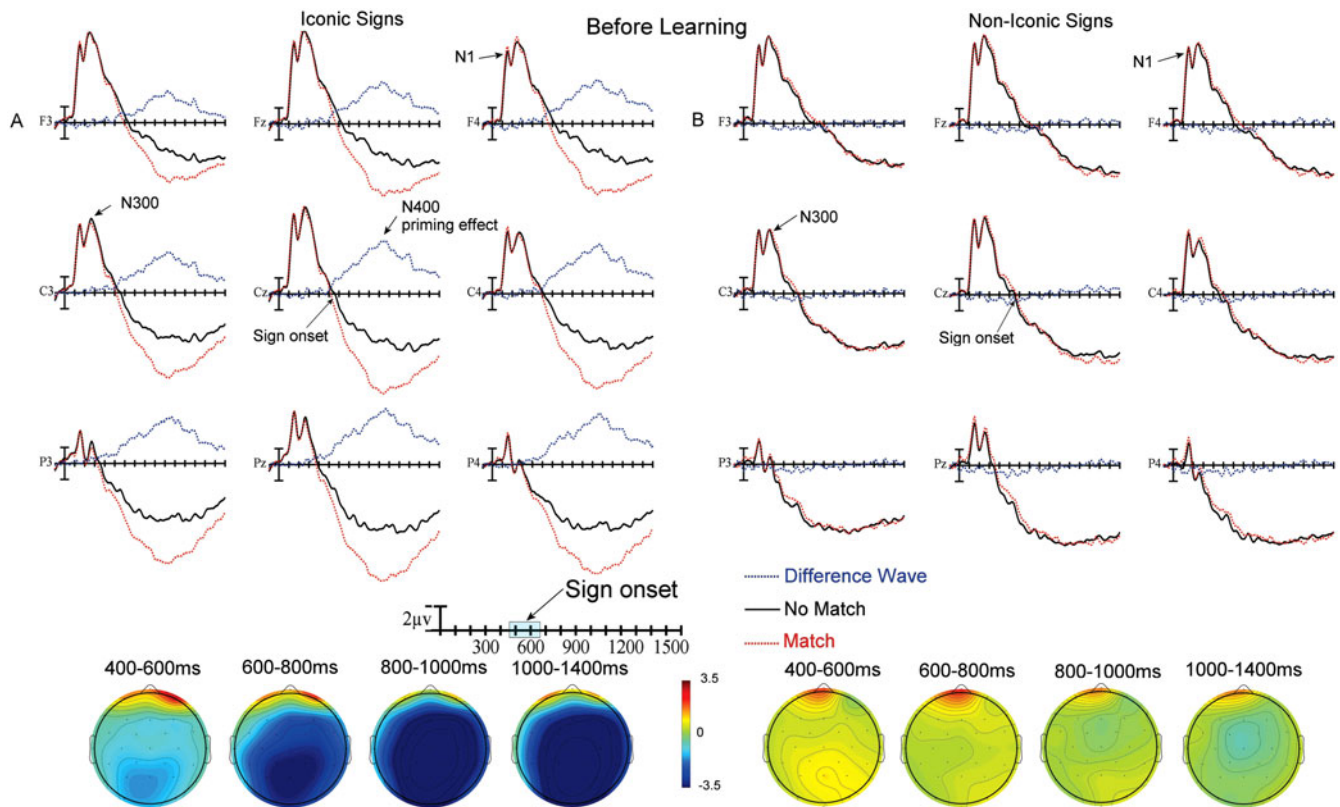 Iconic Signs
Before Learning
Non-Iconic Signs
N1
N1
A
F3
Fz
F4
B
F3
Fz
F4
N300
N400
priming effect
N300
C3
Cz
C4
C3
Cz
C4
Sign onset
Sign onset
P3
Pz
P4
P3
Pz
P4
Difference Wave
No Match
Match
Sign onset
2μv
300 600 900 1200 1500
400-600ms
600-800ms
800-1000ms
1000-1400ms
3.5
0
-3.5
400-600ms
600-800ms
800-1000ms
1000-1400ms